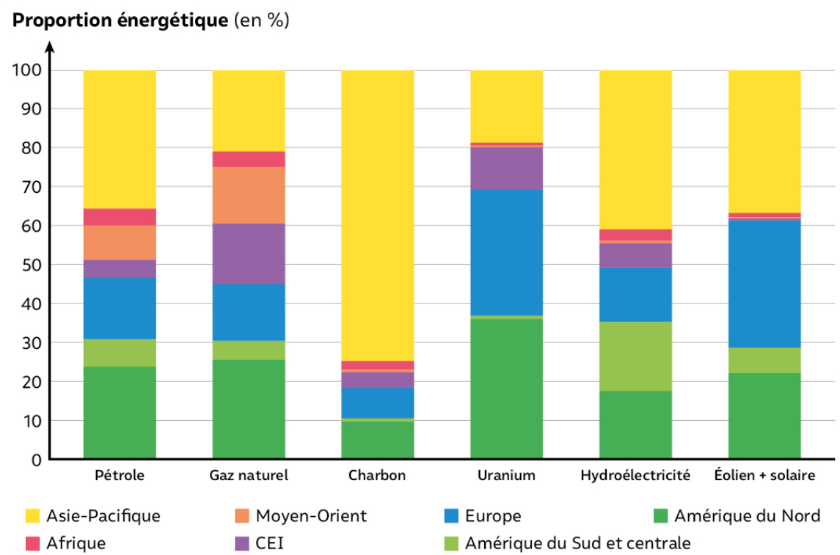 Proportion énergétique (en %)
100
90
80
70
60
50
40
30
20
10
0
Pétrole Gaz naturel Charbon Uranium Hydroélectricité Éolien + solaire
Asie-Pacifique Moyen-Orient Europe Amérique du Nord
Afrique CEI Amérique du Sud et centrale